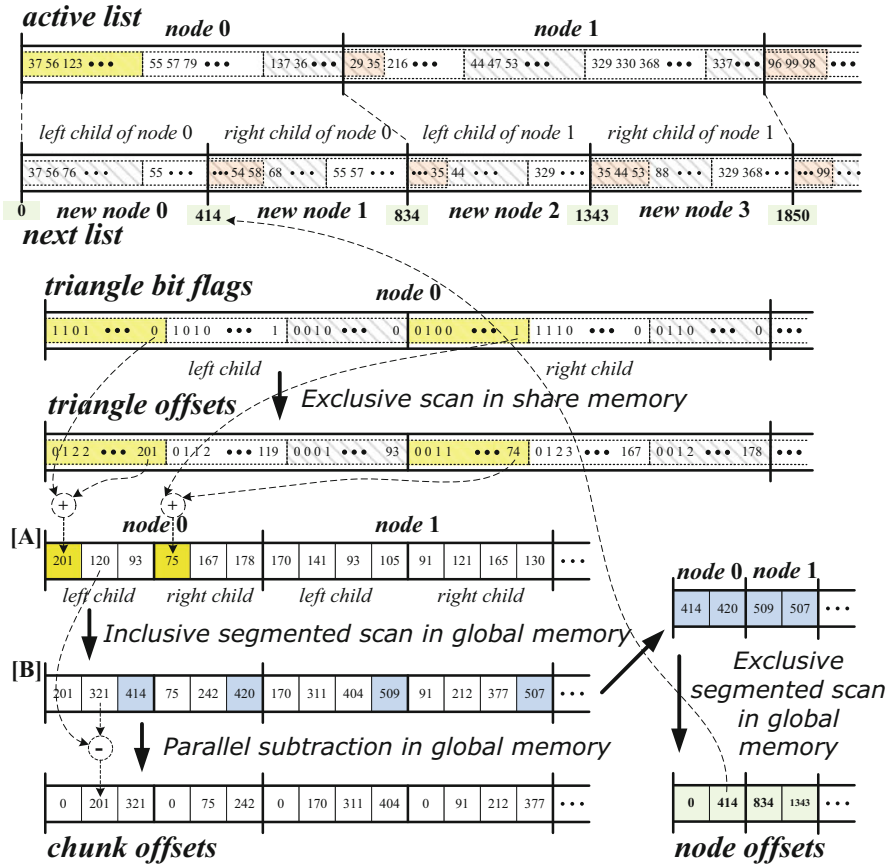 active list
node 0
node 1
37 56 123 •••
55 57 79 •••
137 36 •••
29 35
216 •••
44 47 53 •••
329 330 368 •••
337 •••
96 99 98 •••
left child of node 0
right child of node 0
left child of node 1
right child of node 1
37 56 76 •••
55 •••
••• 54 58
68 •••
55 57 •••
••• 35
44 •••
329 •••
35 44 53
88 •••
329 368 •••
••• 99 •••
0
new node 0
414
new node 1
834
new node 2
1343
new node 3
1850
next list
triangle bit flags
node 0
1 1 0 1 ••• 0
1 0 1 0 ••• 1
0 0 1 0 ••• 0
0 1 0 0 ••• 1
1 1 1 0 ••• 0
0 1 1 0 ••• 0
•••
left child
right child
Exclusive scan in share memory
triangle offsets
0 1 2 2 ••• 201
0 1 1 2 ••• 119
0 0 0 1 ••• 93
0 0 1 1 ••• 74
0 1 2 3 ••• 167
0 0 1 2 ••• 178
•••
+
+
node 0
node 1
[A]
201 120 93 75 167 178 170 141 93 105 91 121 165 130 •••
left child
right child
left child
right child
Inclusive segmented scan in global memory
[B]
201 321 414 75 242 420 170 311 404 509 91 212 377 507 •••
-
Parallel subtraction in global memory
0 201 321 0 75 242 0 170 311 404 0 91 212 377 •••
chunk offsets
node 0
node 1
414 420 509 507 •••
Exclusive
segmented scan
in global
memory
0 414 834 1343 •••
node offsets